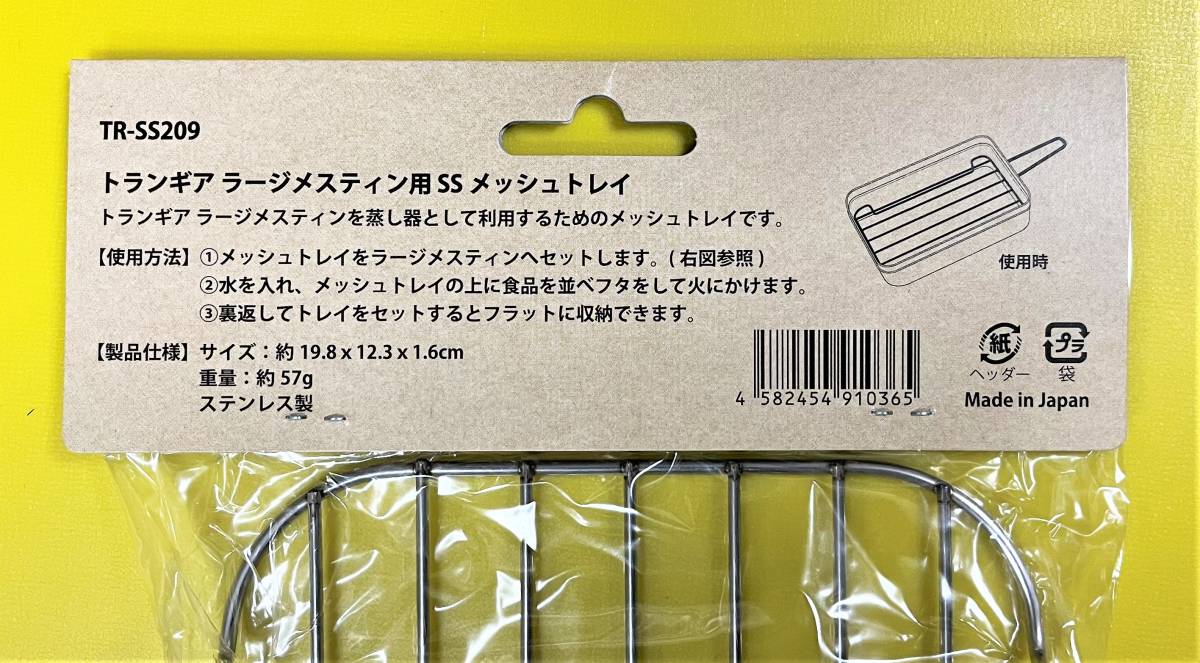 TR-SS209
トランギア ラージメスティン用 SS メッシュトレイ
トランギア ラージメスティンを蒸し器として利用するためのメッシュトレイです。
【使用方法】①メッシュトレイをラージメスティンへセットします。( 右図参照 )
②水を入れ、メッシュトレイの上に食品を並べフタをして火にかけます。
③裏返してトレイをセットするとフラットに収納できます。
【製品仕様】サイズ：約 19.8 x 12.3 x 1.6cm
重量：約 57g
ステンレス製
使用時
紙 プラ
ヘッダー 袋
4 582454 910365
Made in Japan